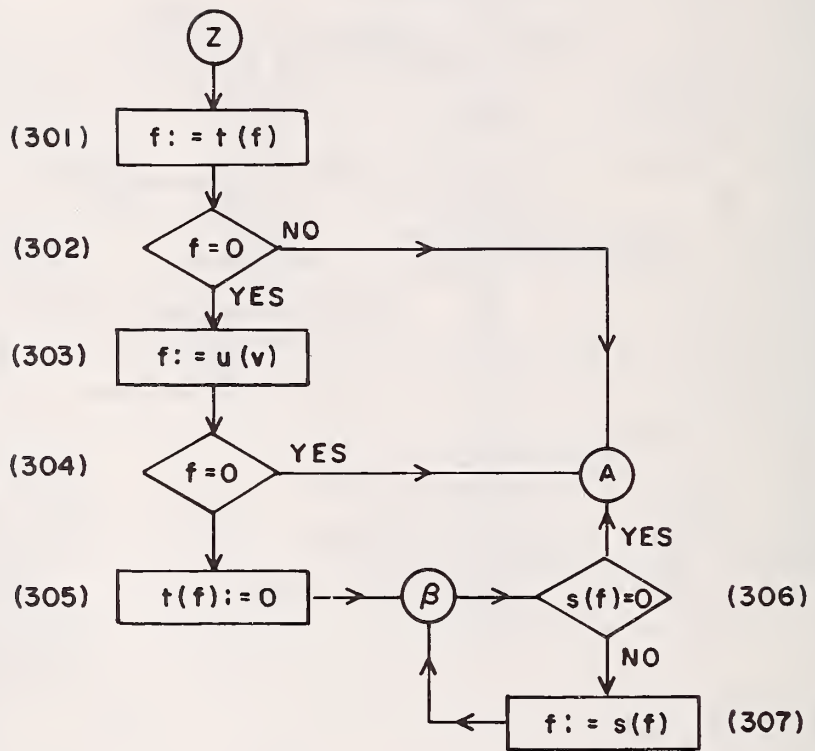 Z
(301) f: = t(f)
(302) f=0 NO
YES
(303) f: = u(v)
(304) f=0 YES
A
YES
(305) t(f): = 0 β s(f)=0 (306)
NO
f: = s(f) (307)